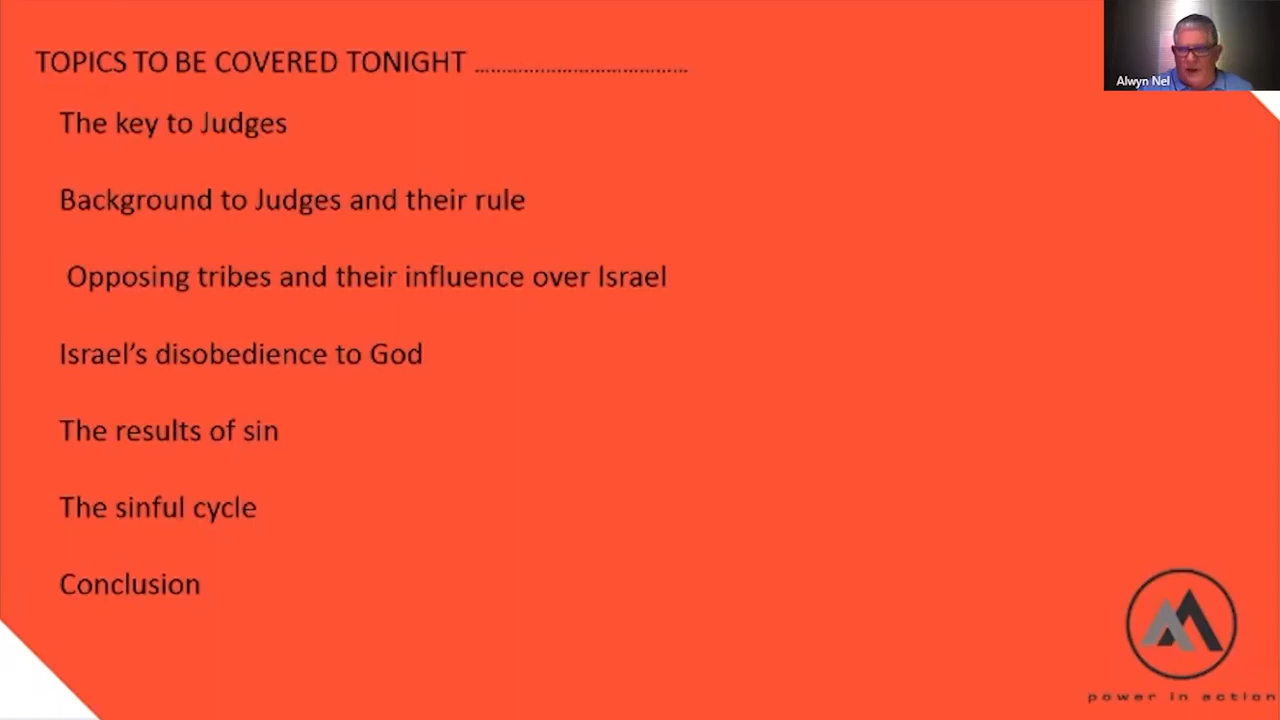 TOPICS TO BE COVERED TONIGHT ………………………………
Alwyn Nel
The key to Judges
Background to Judges and their rule
Opposing tribes and their influence over Israel
Israel’s disobedience to God
The results of sin
The sinful cycle
Conclusion
power in action